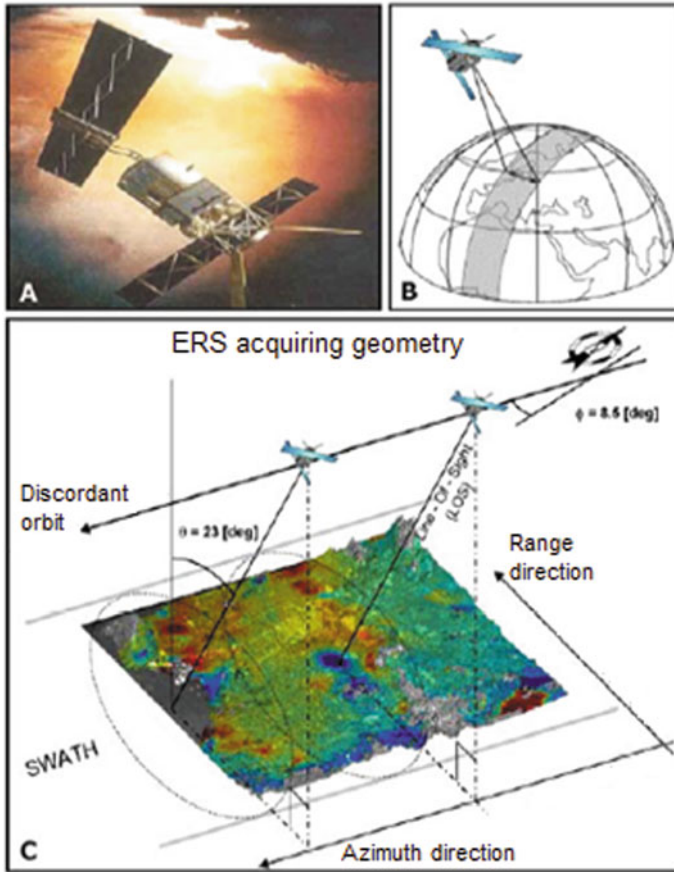 A
B
ERS acquiring geometry
ϕ = 8.5 [deg]
Line - Of - Sight
(LOS)
Discordant
orbit
θ = 23 [deg]
Range
direction
SWATH
Azimuth direction
C